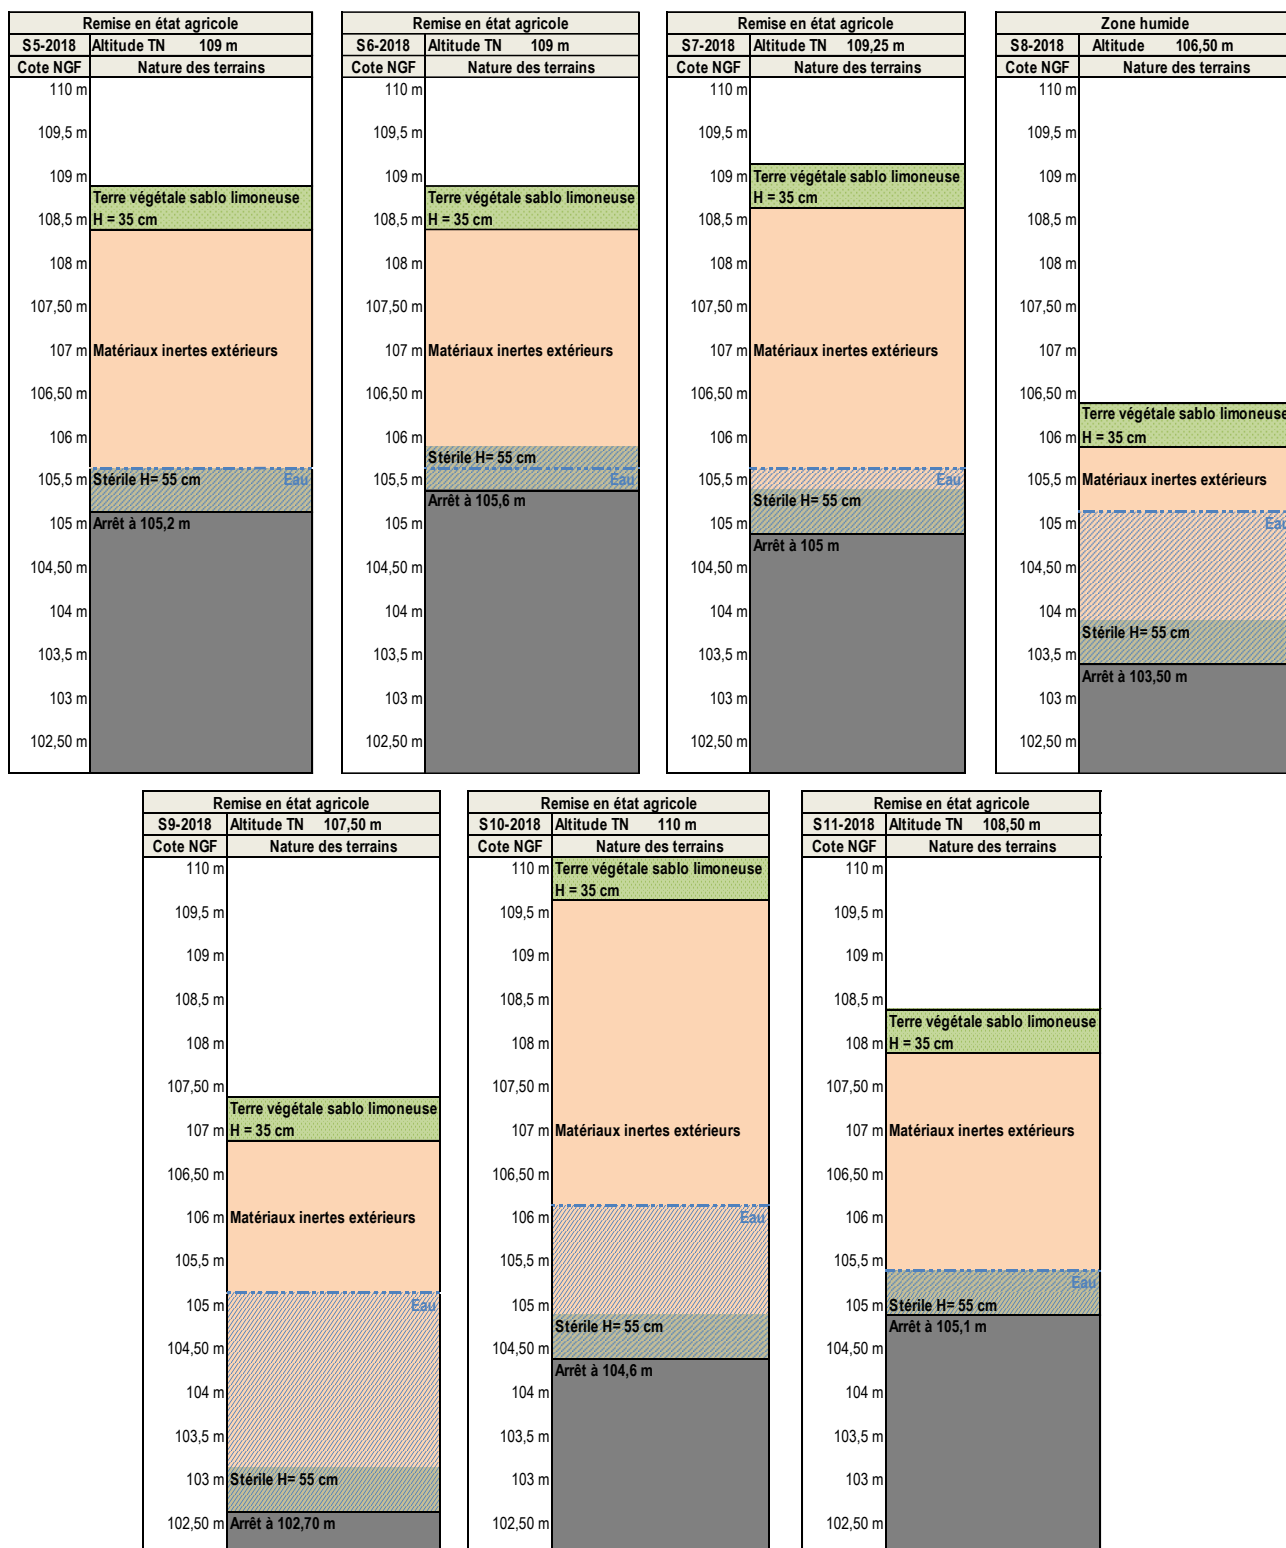 Remise en état agricole
S5-2018 Altitude TN 109 m
Cote NGF Nature des terrains
110 m
109,5 m
109 m
Terre végétale sablo limoneuse
108,5 m H = 35 cm
108 m
107,50 m
107 m Matériaux inertes extérieurs
106,50 m
106 m
105,5 m Stérile H= 55 cm Eau
105 m Arrêt à 105,2 m
104,50 m
104 m
103,5 m
103 m
102,50 m
Remise en état agricole
S6-2018 Altitude TN 109 m
Cote NGF Nature des terrains
110 m
109,5 m
109 m
Terre végétale sablo limoneuse
108,5 m H = 35 cm
108 m
107,50 m
107 m Matériaux inertes extérieurs
106,50 m
106 m
Stérile H= 55 cm
105,5 m Eau
Arrêt à 105,6 m
105 m
104,50 m
104 m
103,5 m
103 m
102,50 m
Remise en état agricole
S7-2018 Altitude TN 109,25 m
Cote NGF Nature des terrains
110 m
109,5 m
109 m Terre végétale sablo limoneuse
H = 35 cm
108,5 m
108 m
107,50 m
107 m Matériaux inertes extérieurs
106,50 m
106 m
105,5 m Eau
Stérile H= 55 cm
105 m
Arrêt à 105 m
104,50 m
104 m
103,5 m
103 m
102,50 m
Zone humide
S8-2018 Altitude 106,50 m
Cote NGF Nature des terrains
110 m
109,5 m
109 m
108,5 m
108 m
107,50 m
107 m
106,50 m
Terre végétale sablo limoneuse
106 m H = 35 cm
105,5 m Matériaux inertes extérieurs
105 m Eau
104,50 m
104 m
Stérile H= 55 cm
103,5 m
Arrêt à 103,50 m
103 m
102,50 m
Remise en état agricole
S9-2018 Altitude TN 107,50 m
Cote NGF Nature des terrains
110 m
109,5 m
109 m
108,5 m
108 m
107,50 m
Terre végétale sablo limoneuse
107 m H = 35 cm
106,50 m
106 m Matériaux inertes extérieurs
105,5 m
105 m Eau
104,50 m
104 m
103,5 m
103 m Stérile H= 55 cm
102,50 m Arrêt à 102,70 m
Remise en état agricole
S10-2018 Altitude TN 110 m
Cote NGF Nature des terrains
110 m Terre végétale sablo limoneuse
H = 35 cm
109,5 m
109 m
108,5 m
108 m
107,50 m
107 m Matériaux inertes extérieurs
106,50 m
106 m Eau
105,5 m
105 m
Stérile H= 55 cm
104,50 m
Arrêt à 104,6 m
104 m
103,5 m
103 m
102,50 m
Remise en état agricole
S11-2018 Altitude TN 108,50 m
Cote NGF Nature des terrains
110 m
109,5 m
109 m
108,5 m
Terre végétale sablo limoneuse
108 m H = 35 cm
107,50 m
107 m Matériaux inertes extérieurs
106,50 m
106 m
105,5 m
Eau
105 m Stérile H= 55 cm
Arrêt à 105,1 m
104,50 m
104 m
103,5 m
103 m
102,50 m